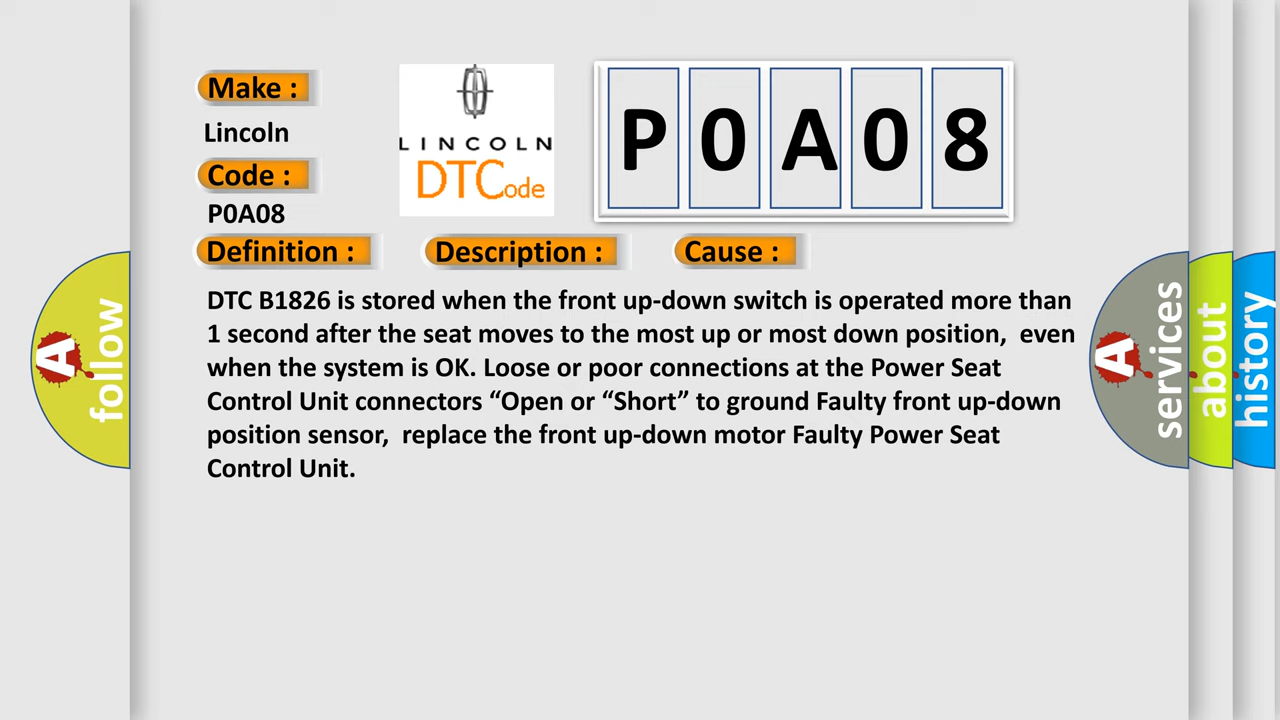 Make :
Lincoln
Code :
P0A08
LINCOLN
DTCode
P 0 A 0 8
Definition :
Description :
Cause :
DTC B1826 is stored when the front up-down switch is operated more than
1 second after the seat moves to the most up or most down position,  even
when the system is OK Loose or poor connections at the Power Seat
Control Unit connectors “Open or “Short” to ground Faulty front up-down
position sensor,  replace the front up-down motor Faulty Power Seat
Control Unit.
A follow
A services
about
history